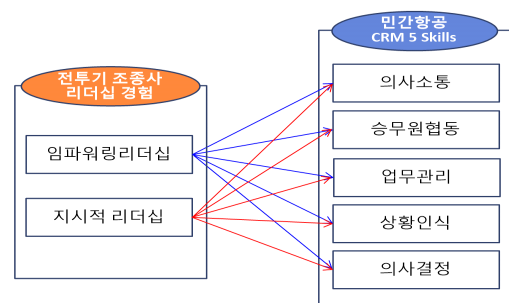 전투기 조종사
리더십 경험
임파워링리더십
지시적 리더십
민간항공
CRM 5 Skills
의사소통
승무원협동
업무관리
상황인식
의사결정